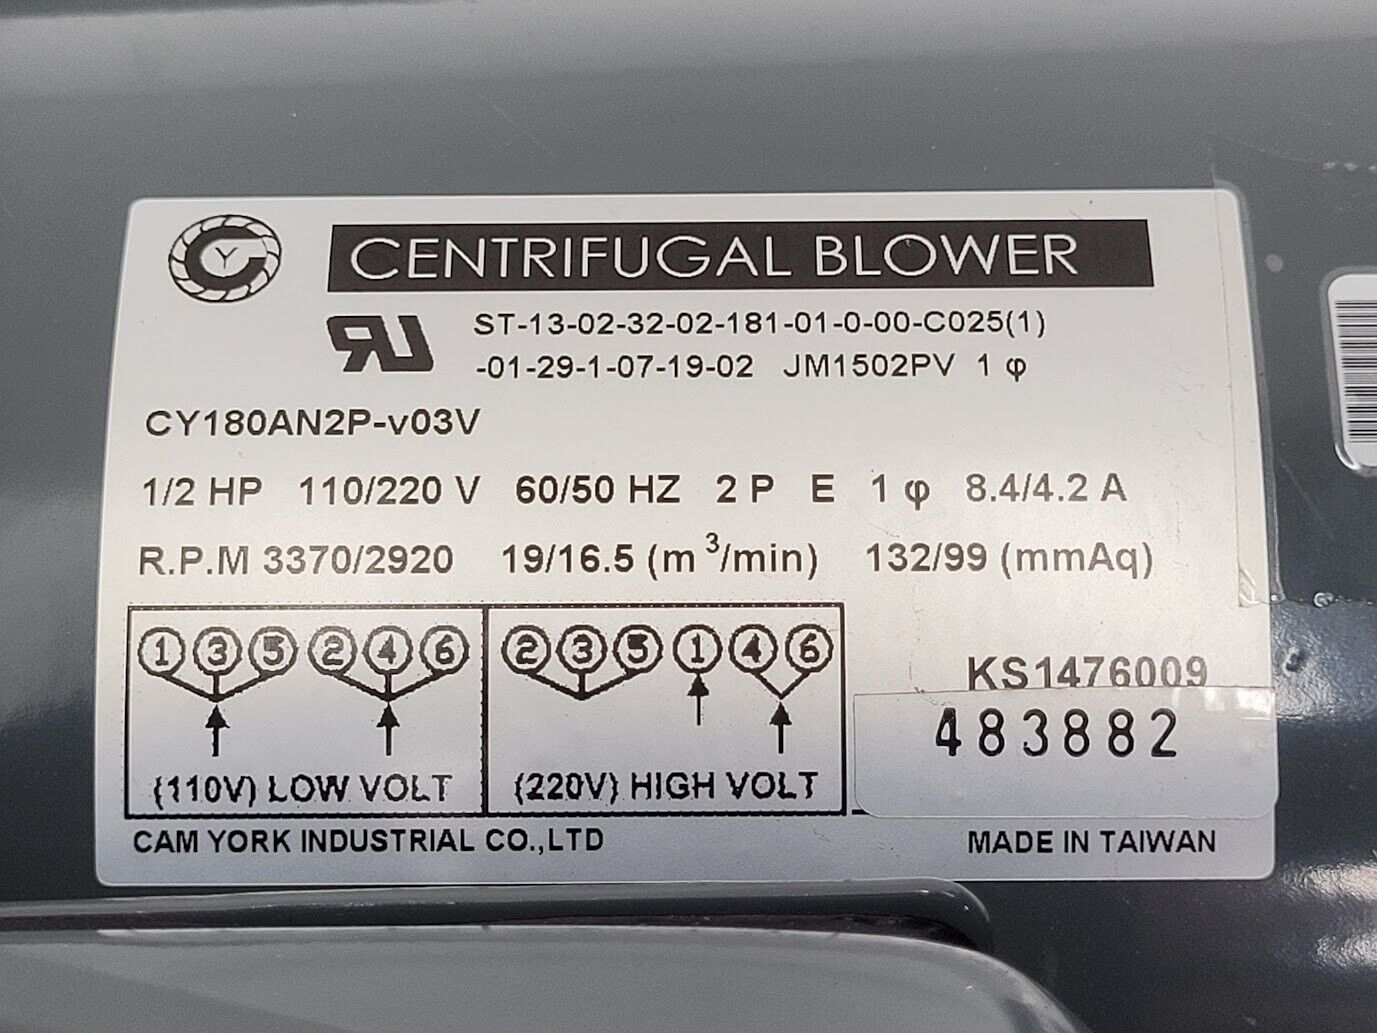 CY
CENTRIFUGAL BLOWER
RU
ST-13-02-32-02-181-01-0-00-C025(1)
-01-29-1-07-19-02 JM1502PV 1 φ
CY180AN2P-v03V
1/2 HP 110/220 V 60/50 HZ 2 P E 1 φ 8.4/4.2 A
R.P.M 3370/2920 19/16.5 (m³/min) 132/99 (mmAq)
① ③ ⑤ ② ④ ⑥
(110V) LOW VOLT
② ③ ⑤ ① ④ ⑥
(220V) HIGH VOLT
KS1476009
483882
CAM YORK INDUSTRIAL CO.,LTD
MADE IN TAIWAN